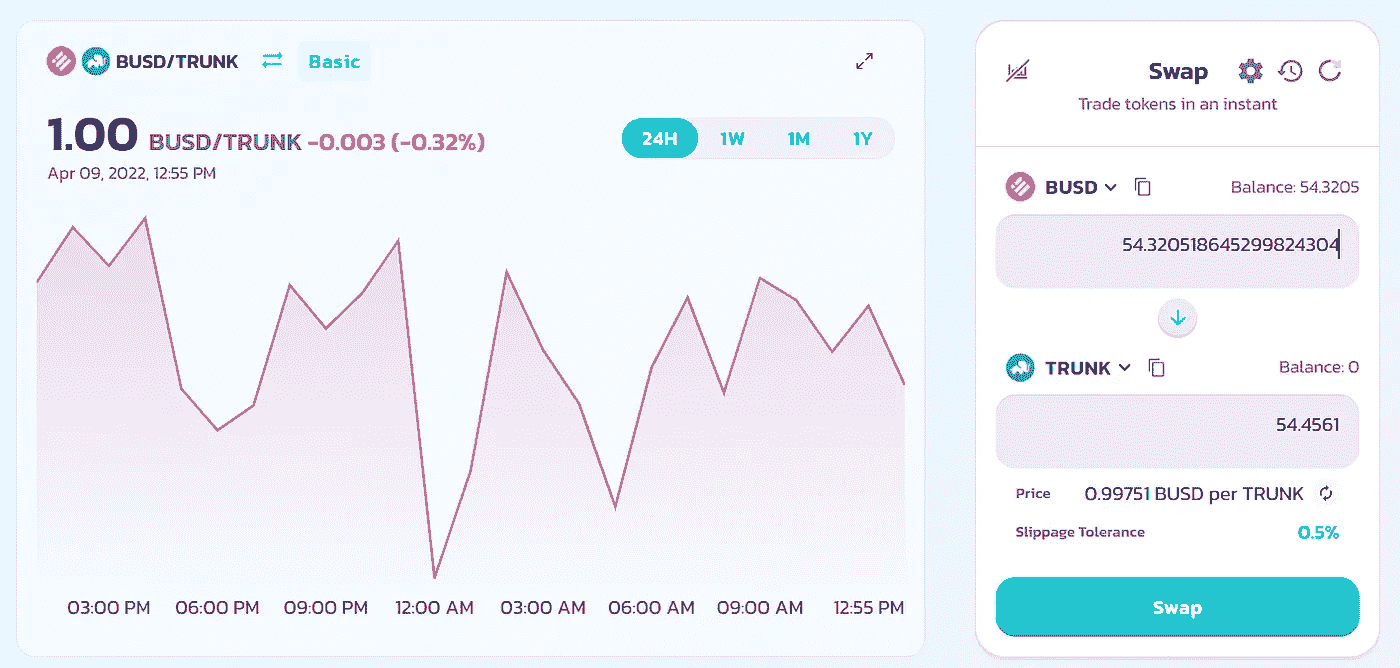 BUSD/TRUNK Basic
1.00 BUSD/TRUNK -0.003 (-0.32%)
Apr 09, 2022, 12:55 PM
24H 1W 1M 1Y
03:00 PM 06:00 PM 09:00 PM 12:00 AM 03:00 AM 06:00 AM 09:00 AM 12:55 PM
Swap
Trade tokens in an instant
BUSD Balance: 54.3205
54.320518645299824304
TRUNK Balance: 0
54.4561
Price 0.99751 BUSD per TRUNK
Slippage Tolerance 0.5%
Swap